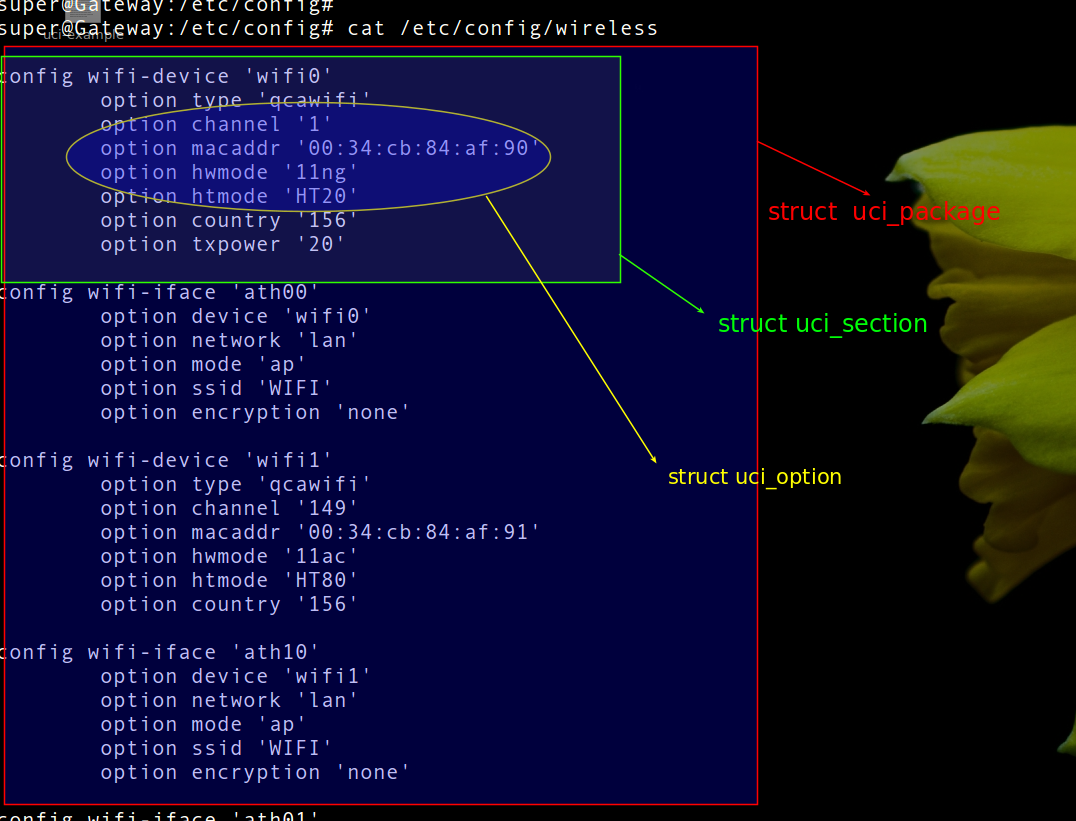 super@Gateway:/etc/config#
super@Gateway:/etc/config# cat /etc/config/wireless
uci-example
config wifi-device 'wifi0'
option type 'qcawifi'
option channel '1'
option macaddr '00:34:cb:84:af:90'
option hwmode '11ng'
option htmode 'HT20'
option country '156'
option txpower '20'
struct uci_package
config wifi-iface 'ath00'
option device 'wifi0'
option network 'lan'
option mode 'ap'
option ssid 'WIFI'
option encryption 'none'
struct uci_section
config wifi-device 'wifi1'
option type 'qcawifi'
option channel '149'
option macaddr '00:34:cb:84:af:91'
option hwmode '11ac'
option htmode 'HT80'
option country '156'
struct uci_option
config wifi-iface 'ath10'
option device 'wifi1'
option network 'lan'
option mode 'ap'
option ssid 'WIFI'
option encryption 'none'
config wifi-iface 'ath01'